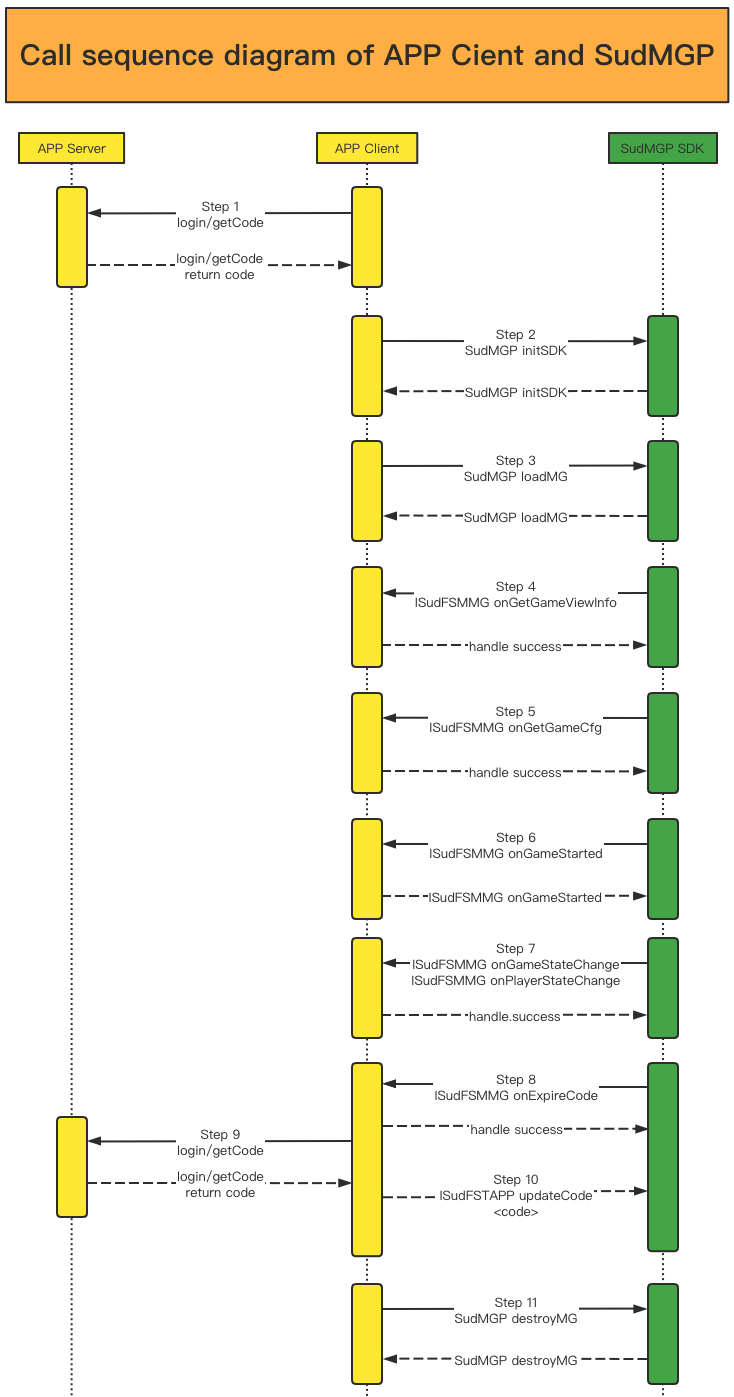 Call sequence diagram of APP Cient and SudMGP
APP Server
APP Client
SudMGP SDK
Step 1
login/getCode
login/getCode
return code
Step 2
SudMGP initSDK
SudMGP initSDK
Step 3
SudMGP loadMG
SudMGP loadMG
Step 4
ISudFSMMG onGetGameViewInfo
handle success
Step 5
ISudFSMMG onGetGameCfg
handle success
Step 6
ISudFSMMG onGameStarted
ISudFSMMG onGameStarted
Step 7
ISudFSMMG onGameStateChange
ISudFSMMG onPlayerStateChange
handle.success
Step 8
ISudFSMMG onExpireCode
handle success
Step 9
login/getCode
login/getCode
return code
Step 10
ISudFSTAPP updateCode
<code>
Step 11
SudMGP destroyMG
SudMGP destroyMG